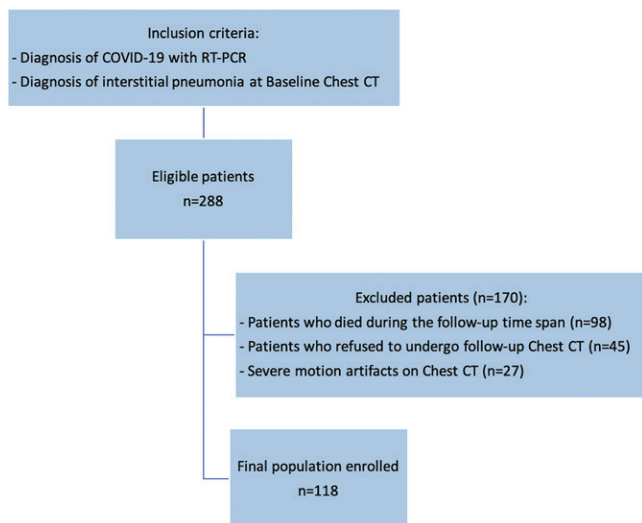 Inclusion criteria:
- Diagnosis of COVID-19 with RT-PCR
- Diagnosis of interstitial pneumonia at Baseline Chest CT
Eligible patients
n=288
Excluded patients (n=170):
- Patients who died during the follow-up time span (n=98)
- Patients who refused to undergo follow-up Chest CT (n=45)
- Severe motion artifacts on Chest CT (n=27)
Final population enrolled
n=118